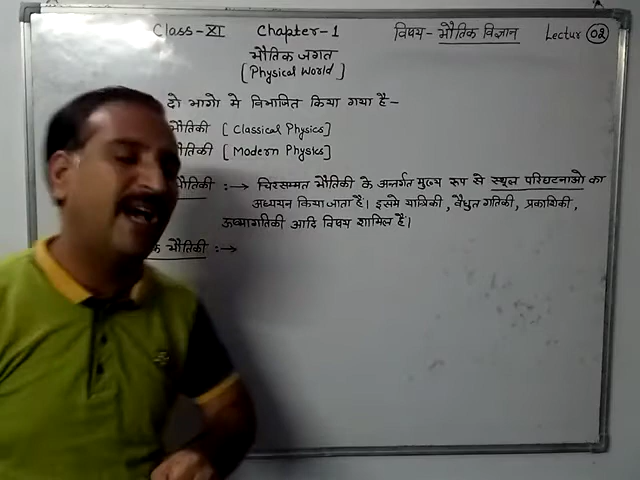 Class-XI Chapter-1 विषय- भौतिक विज्ञान Lectur 02
भौतिक जगत
[Physical World]
दो भागो मे विभाजित किया गया है-
भौतिकी [Classical Physics]
भौतिकी [Modern Physics]
भौतिकी :→ चिरसम्मत भौतिकी के अन्तर्गत मुख्य रूप से स्थूल परिघटनाओ का
अध्ययन किया जाता है। इसमे यांत्रिकी, वैधुत गतिकी, प्रकाशिकी,
ऊष्मागतिकी आदि विषय शामिल है।
क भौतिकी :→